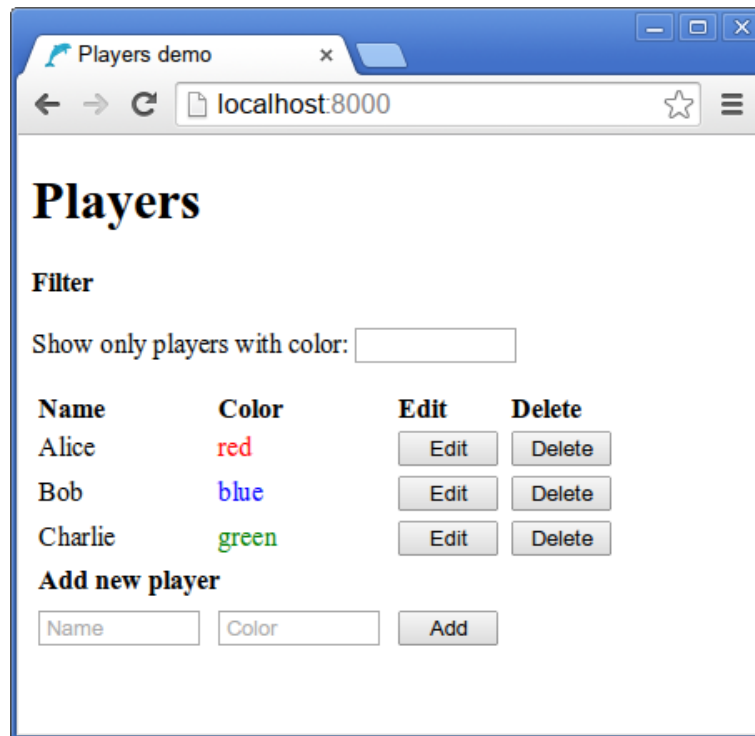 Players demo
localhost:8000
Players
Filter
Show only players with color:
Name Color Edit Delete
Alice red Edit Delete
Bob blue Edit Delete
Charlie green Edit Delete
Add new player
Name Color Add